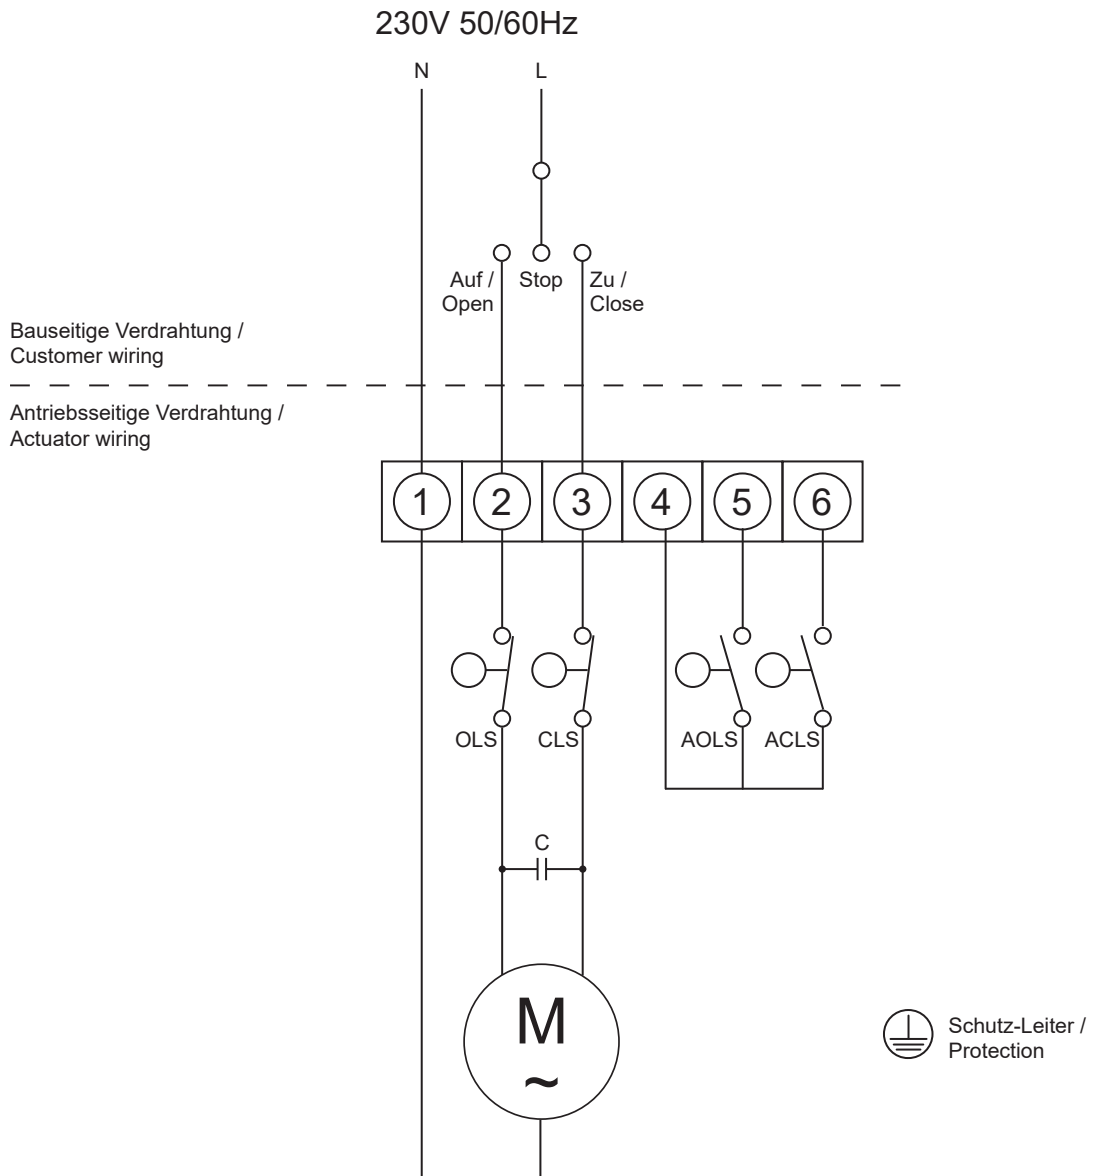 230V 50/60Hz
N
L
Auf /
Open
Stop
Zu /
Close
Bauseitige Verdrahtung /
Customer wiring
Antriebsseitige Verdrahtung /
Actuator wiring
1 2 3 4 5 6
OLS CLS AOLS ACLS
C
M
~
Schutz-Leiter /
Protection